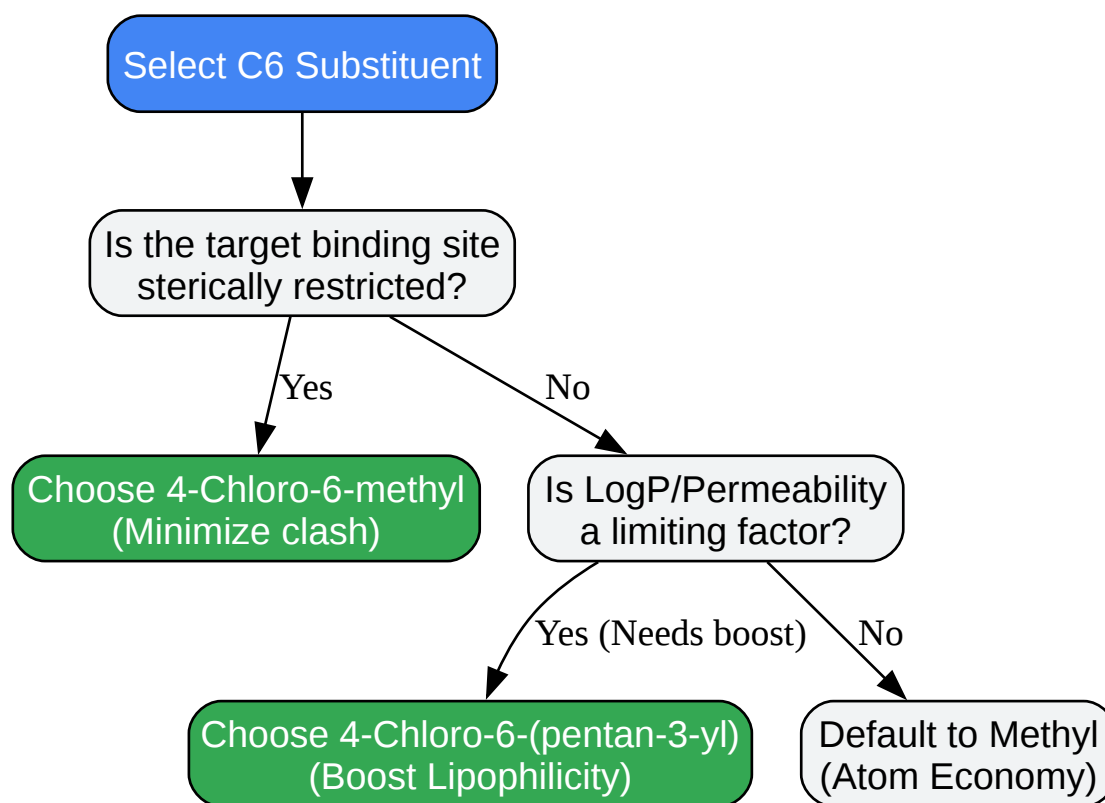 Select C6 Substituent
Is the target binding site
sterically restricted?
Yes
No
Choose 4-Chloro-6-methyl
(Minimize clash)
Is LogP/Permeability
a limiting factor?
Yes (Needs boost)
No
Choose 4-Chloro-6-(pentan-3-yl)
(Boost Lipophilicity)
Default to Methyl
(Atom Economy)